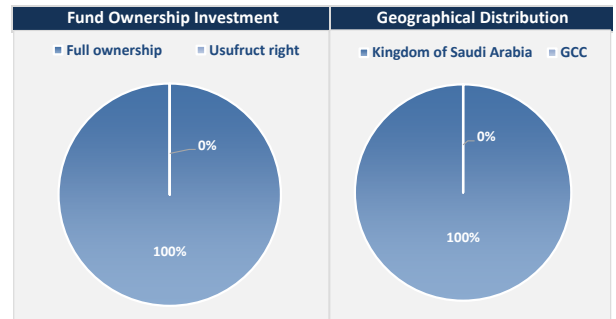 Fund Ownership Investment
Full ownership Usufruct right
0%
100%
Geographical Distribution
Kingdom of Saudi Arabia GCC
0%
100%